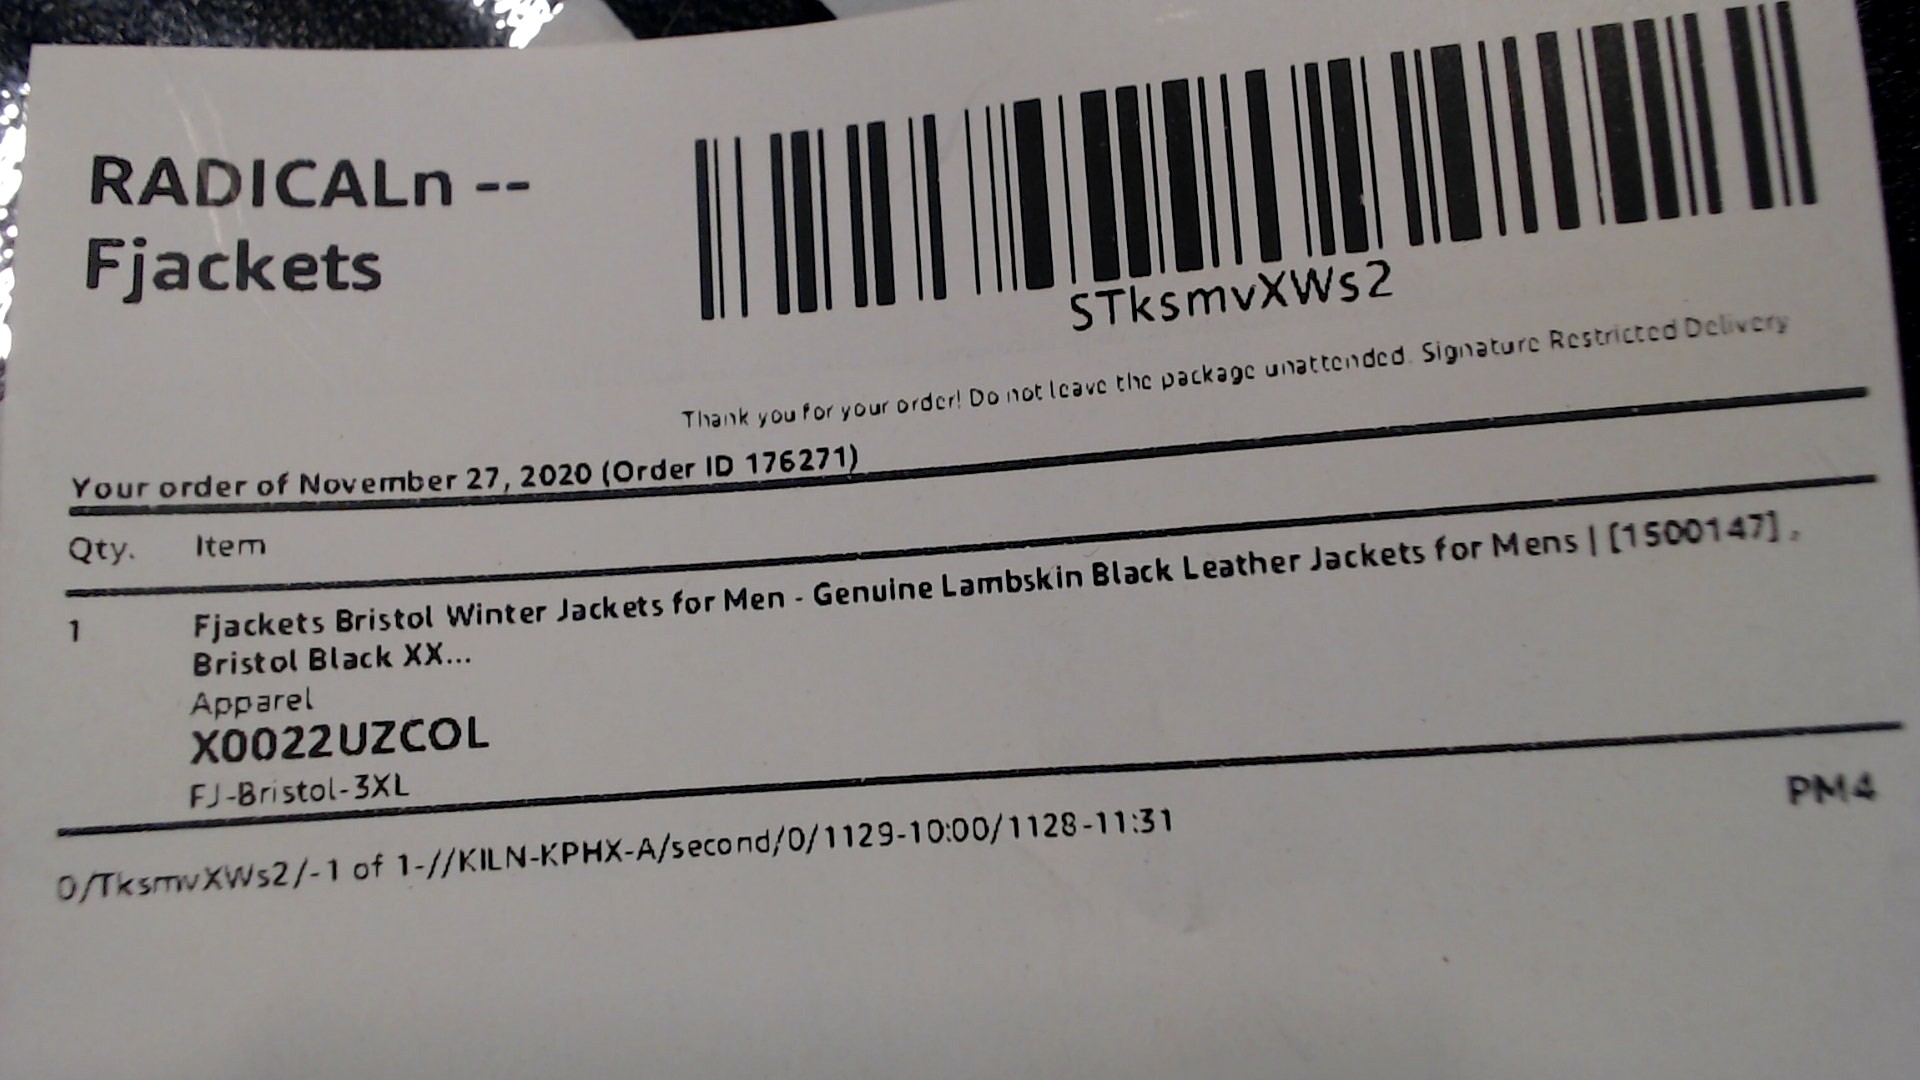 RADICALn --
Fjackets
STksmvXWs2
Thank you for your order! Do not leave the package unattended. Signature Restricted Delivery
Your order of November 27, 2020 (Order ID 176271)
Qty. Item
1 Fjackets Bristol Winter Jackets for Men - Genuine Lambskin Black Leather Jackets for Mens | [1500147],
Bristol Black XX...
Apparel
X0022UZCOL
FJ-Bristol-3XL
PM4
0/TksmvXWs2/-1 of 1-//KILN-KPHX-A/second/0/1129-10:00/1128-11:31